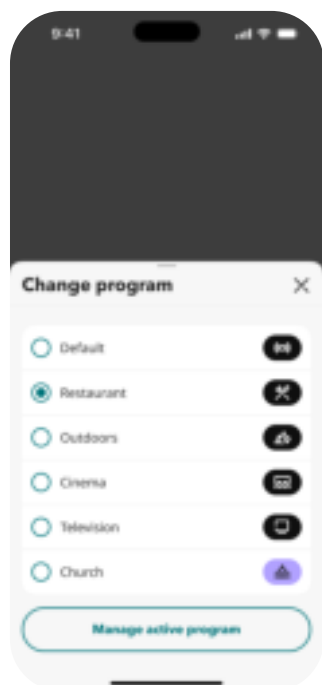 9:41
Change program
Default
Restaurant
Outdoors
Cinema
Television
Church
Manage active program